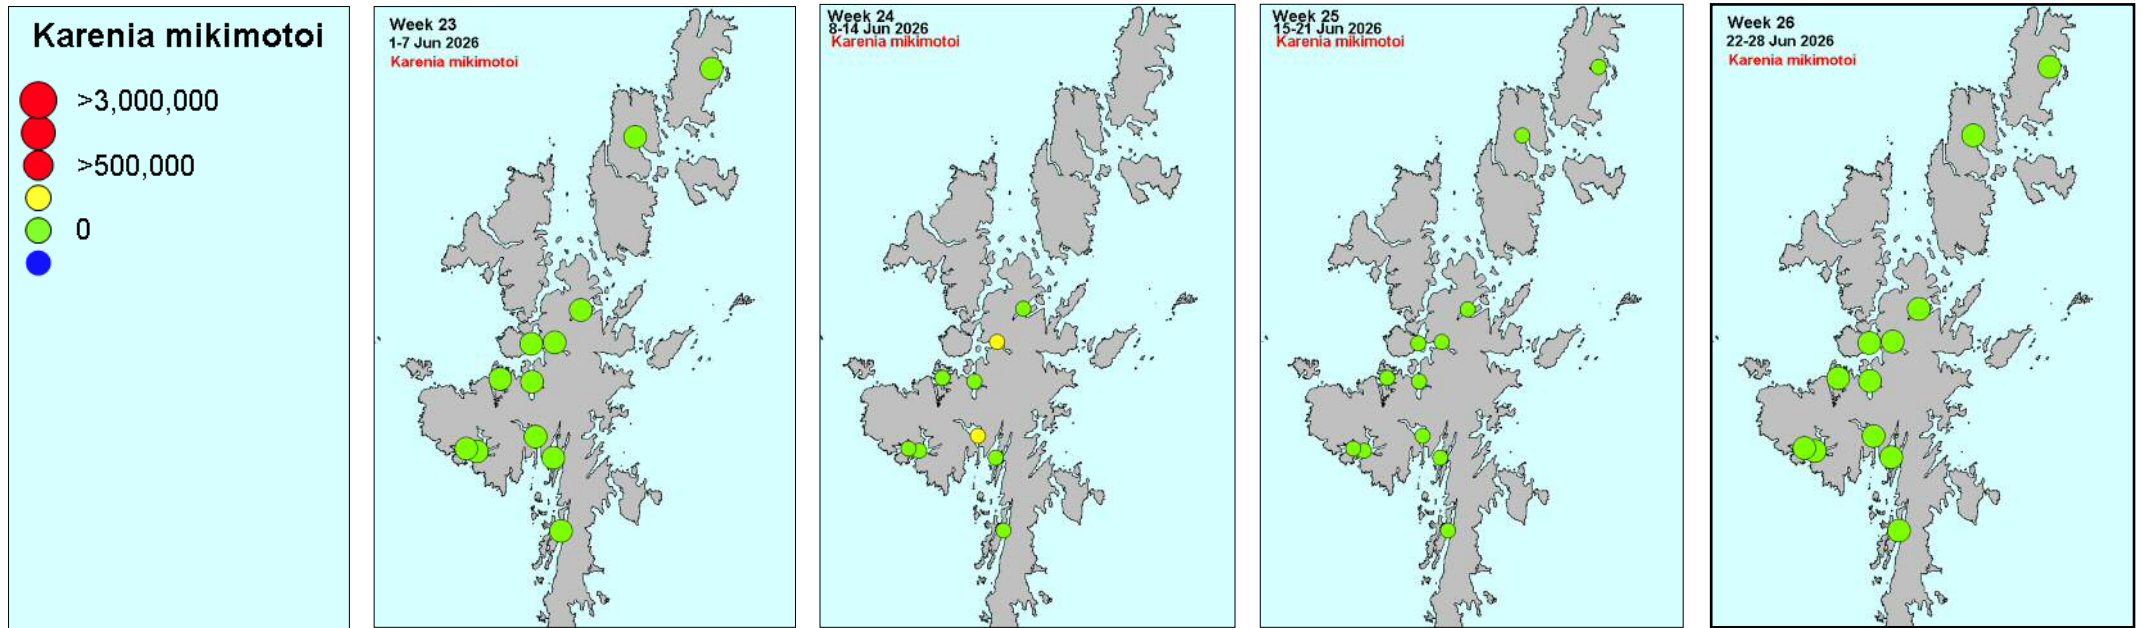 Karenia mikimotoi
>3,000,000
>500,000
0
Week 23
1-7 Jun 2026
Karenia mikimotoi
Week 24
8-14 Jun 2026
Karenia mikimotoi
Week 25
15-21 Jun 2026
Karenia mikimotoi
Week 26
22-28 Jun 2026
Karenia mikimotoi